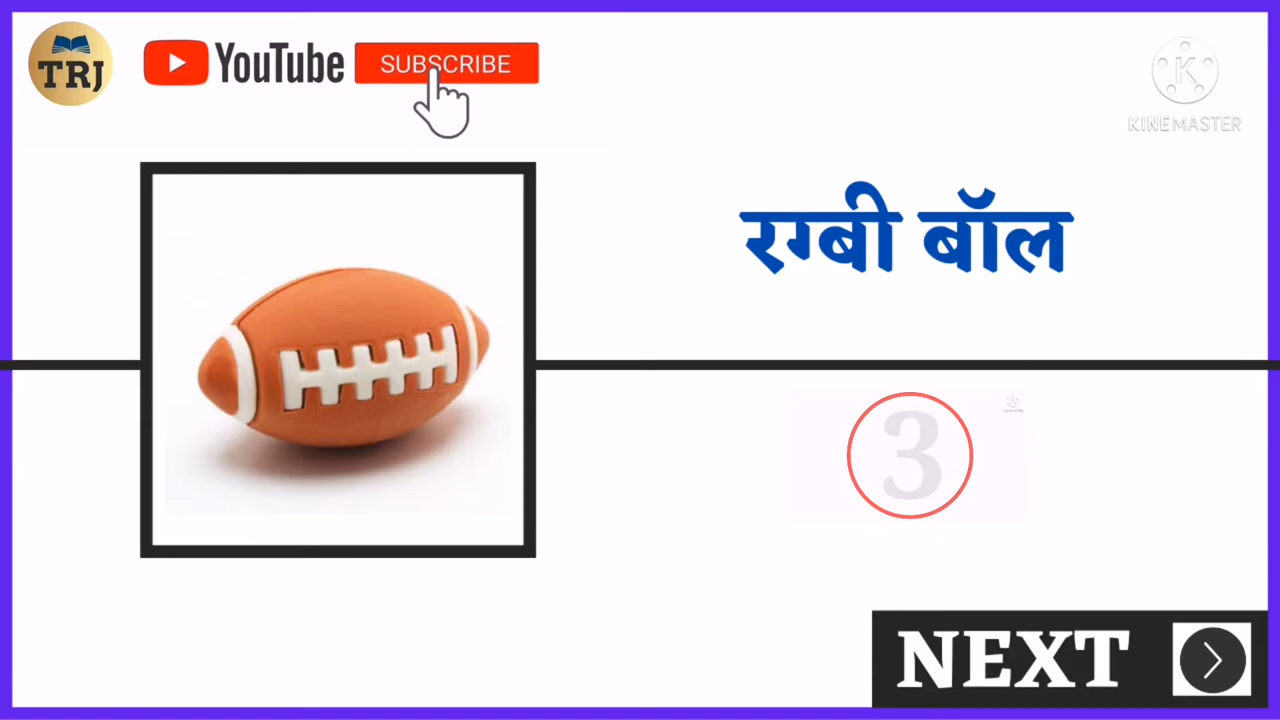 TRJ
YouTube
SUBSCRIBE
KINEMASTER
रग्बी बॉल
3
NEXT